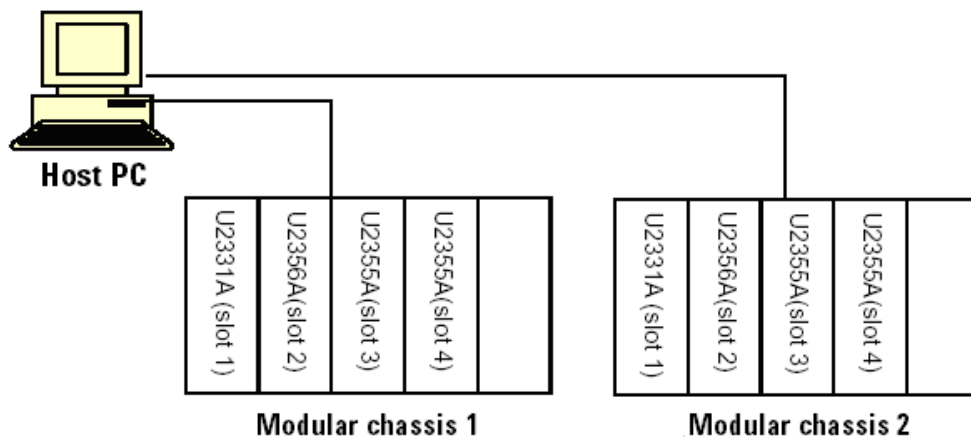 Host PC
U2331A (slot 1)
U2356A(slot 2)
U2355A(slot 3)
U2355A(slot 4)
Modular chassis 1
U2331A (slot 1)
U2356A(slot 2)
U2355A(slot 3)
U2355A(slot 4)
Modular chassis 2